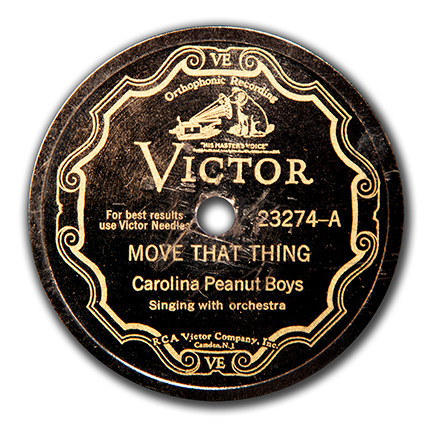 VE
Orthophonic Recording
"HIS MASTER'S VOICE"
VICTOR
For best results
use Victor Needles
23274-A
MOVE THAT THING
Carolina Peanut Boys
Singing with orchestra
RCA Victor Company, Inc.
Camden, N.J.
VE